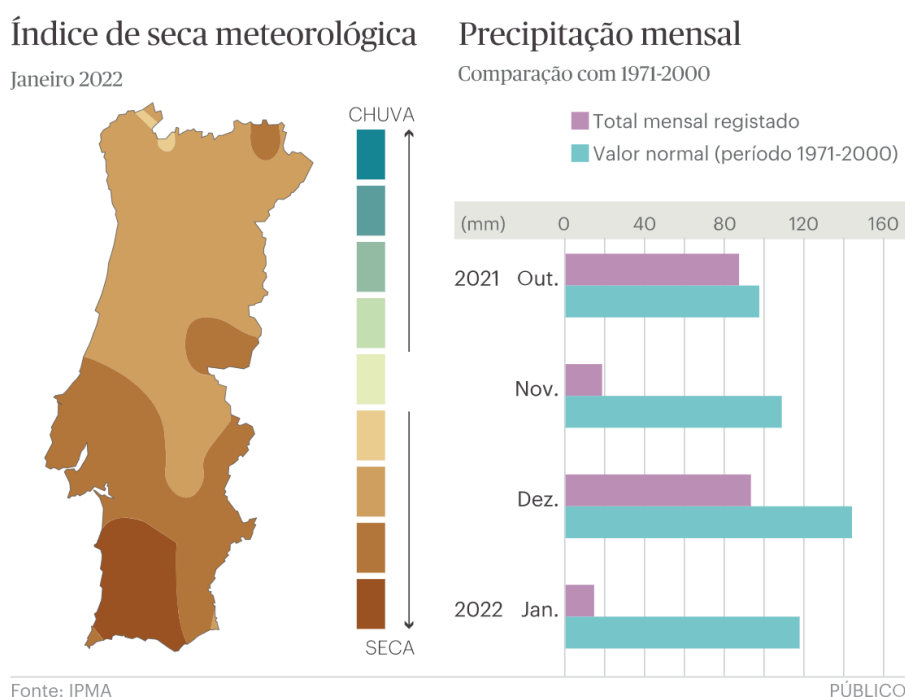 Índice de seca meteorológica
Janeiro 2022
CHUVA
SECA
Precipitação mensal
Comparação com 1971-2000
Total mensal registado
Valor normal (período 1971-2000)
(mm) 0 40 80 120 160
2021 Out.
Nov.
Dez.
2022 Jan.
Fonte: IPMA
PÚBLICO